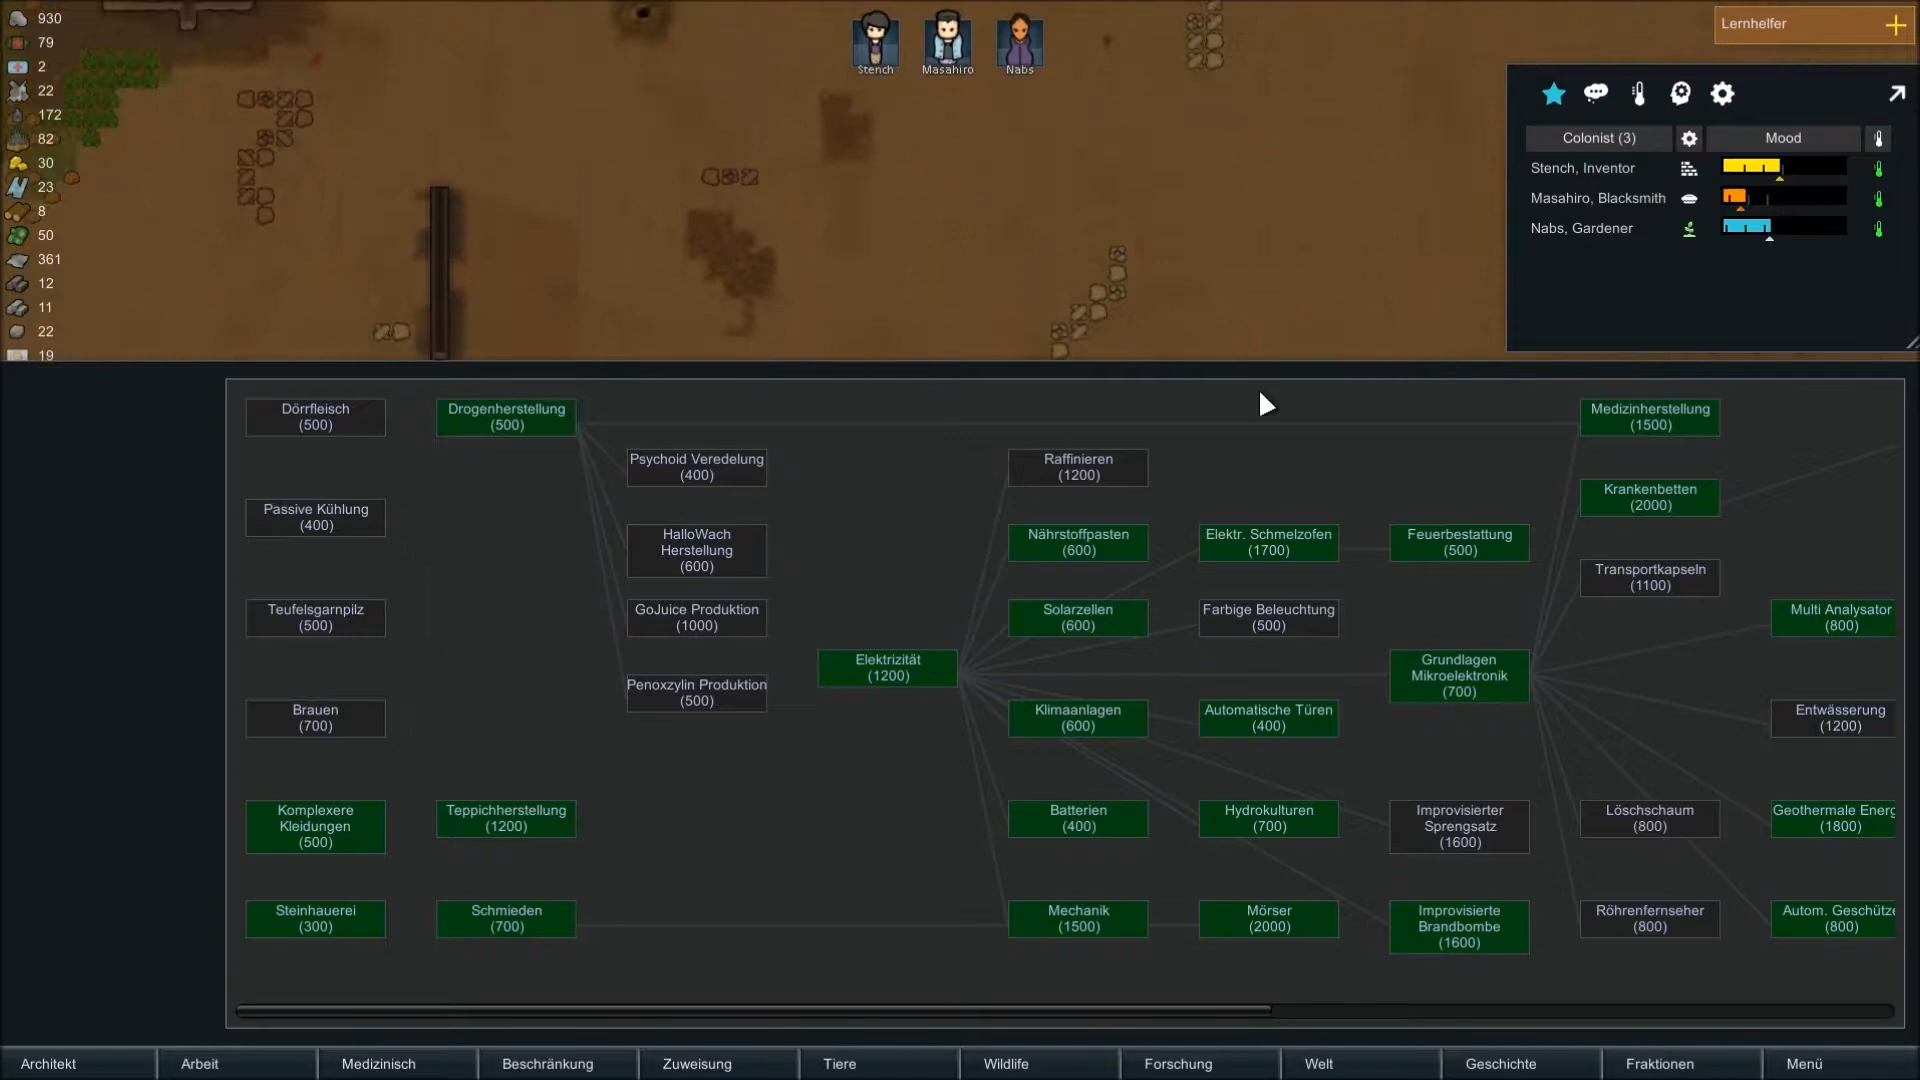 930
79
2
22
172
82
30
23
8
50
361
12
11
22
19
Stench
Masahiro
Nabs
Lernhelfer
Colonist (3)
Mood
Stench, Inventor
Masahiro, Blacksmith
Nabs, Gardener
Dörrfleisch
(500)
Drogenherstellung
(500)
Medizinherstellung
(1500)
Psychoid Veredelung
(400)
Raffinieren
(1200)
Krankenbetten
(2000)
Passive Kühlung
(400)
HalloWach
Herstellung
(600)
Nährstoffpasten
(600)
Elektr. Schmelzofen
(1700)
Feuerbestattung
(500)
Transportkapseln
(1100)
Teufelsgarnpilz
(500)
GoJuice Produktion
(1000)
Solarzellen
(600)
Farbige Beleuchtung
(500)
Multi Analysator
(800)
Elektrizität
(1200)
Grundlagen
Mikroelektronik
(700)
Penoxzylin Produktion
(500)
Brauen
(700)
Klimaanlagen
(600)
Automatische Türen
(400)
Entwässerung
(1200)
Komplexere
Kleidungen
(500)
Teppichherstellung
(1200)
Batterien
(400)
Hydrokulturen
(700)
Improvisierter
Sprengsatz
(1600)
Löschschaum
(800)
Geothermale Energ
(1800)
Steinhauerei
(300)
Schmieden
(700)
Mechanik
(1500)
Mörser
(2000)
Improvisierte
Brandbombe
(1600)
Röhrenfernseher
(800)
Autom. Geschütze
(800)
Architekt
Arbeit
Medizinisch
Beschränkung
Zuweisung
Tiere
Wildlife
Forschung
Welt
Geschichte
Fraktionen
Menü